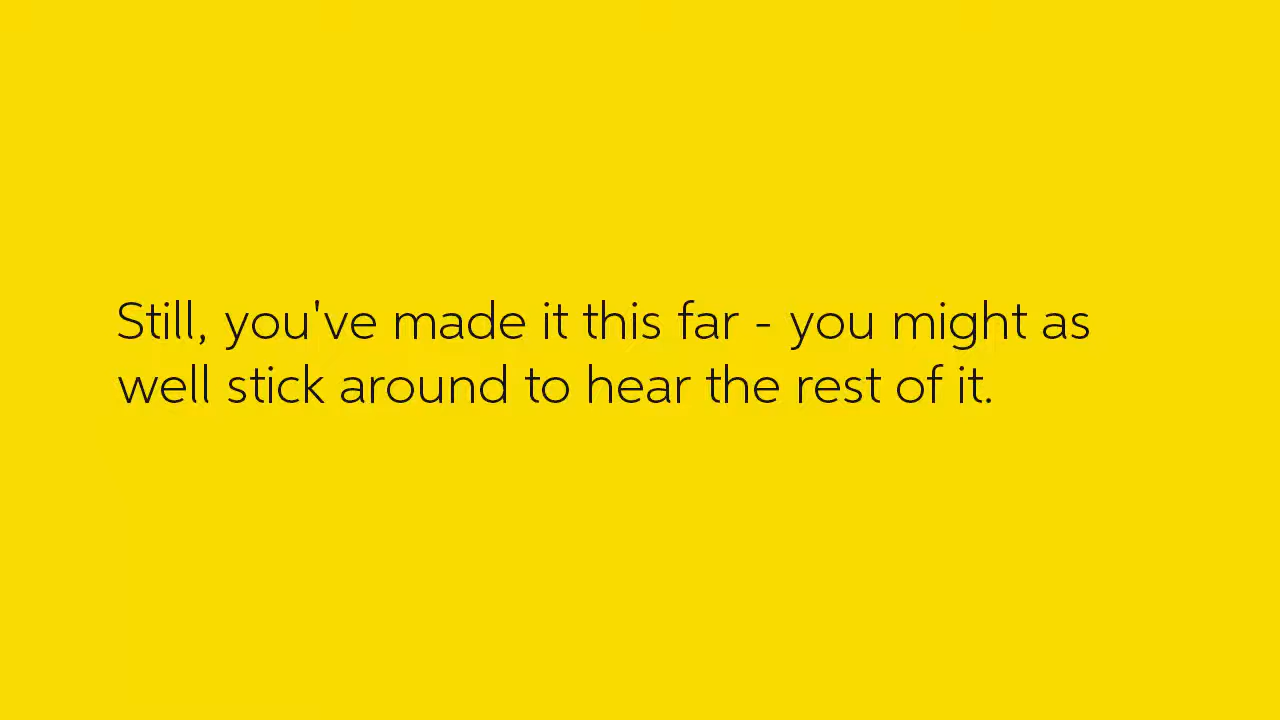 Still, you've made it this far - you might as
well stick around to hear the rest of it.